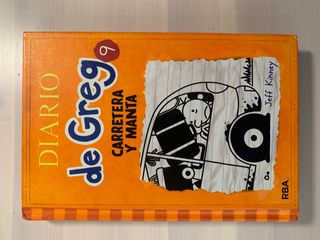 DIARIO
de Greg 9
CARRETERA
Y MANTA
Jeff Kinney
RBA